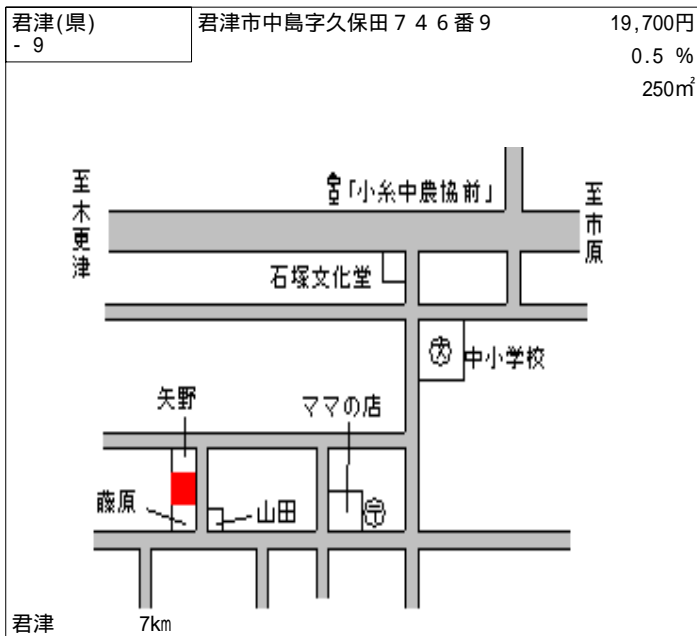 君津(県)
- 9
君津市中島字久保田７４６番９
19,700円
0.5 %
250㎡
「小糸中農協前」
至木更津
至市原
石塚文化堂
中小学校
矢野
ママの店
藤原
山田
〒
君津 7㎞